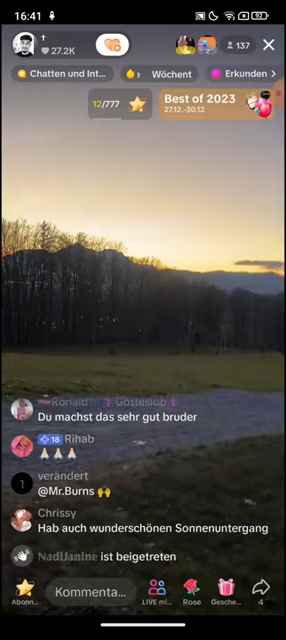 16:41
92
†
27.2K
137
Chatten und Int...
Wöchent
Erkunden
12/777
Best of 2023
27.12.-30.12
Ronald Gotteslob
Du machst das sehr gut bruder
18 Rihab
🙏🏻🙏🏻🙏🏻
verändert
@Mr.Burns 🙌
Chrissy
Hab auch wunderschönen Sonnenuntergang
NadiJanine ist beigetreten
Abonn...
Kommenta...
LIVE mi...
Rose
Gesche...
4